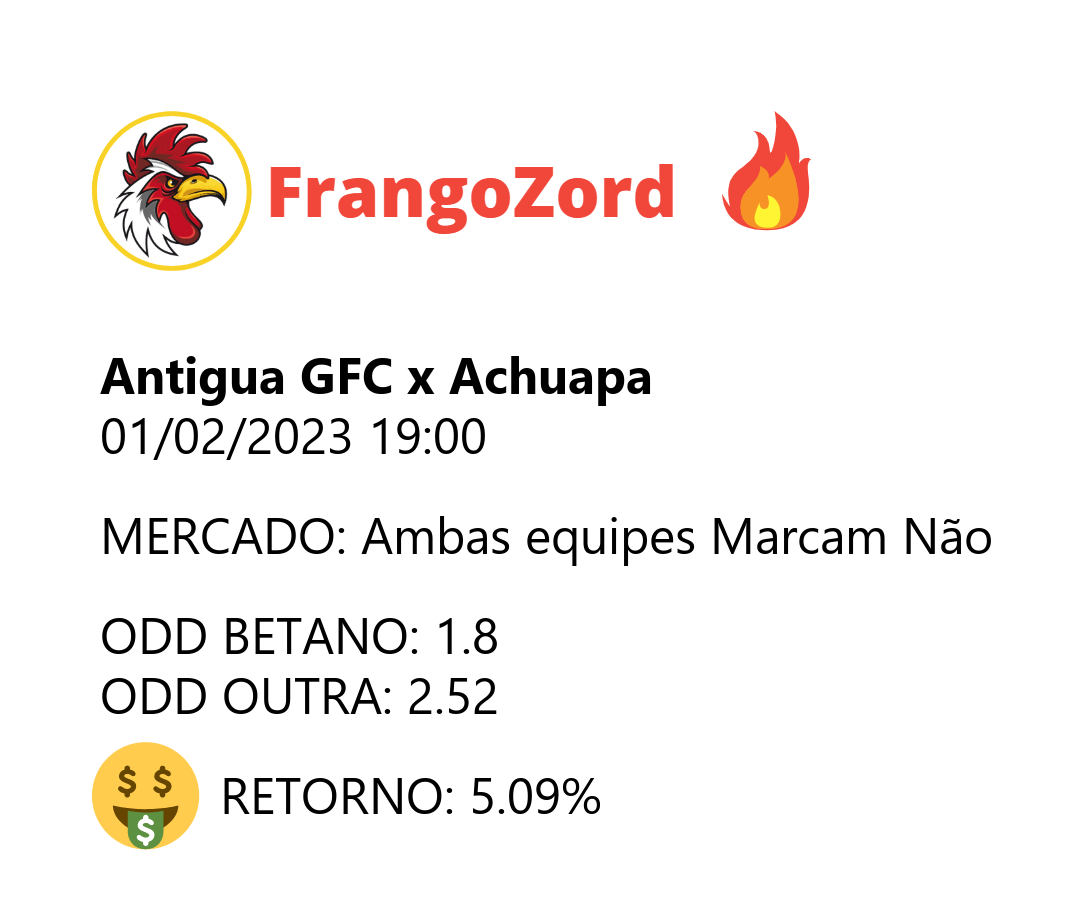 FrangoZord
Antigua GFC x Achuapa
01/02/2023 19:00
MERCADO: Ambas equipes Marcam Não
ODD BETANO: 1.8
ODD OUTRA: 2.52
$ $
$
RETORNO: 5.09%